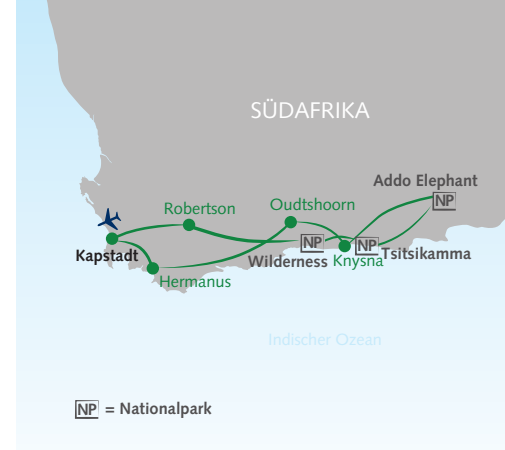 SÜDAFRIKA
Addo Elephant
NP
Robertson
Oudtshoorn
NP
NP
Kapstadt
Wilderness
Knysna
Tsitsikamma
Hermanus
Indischer Ozean
NP = Nationalpark